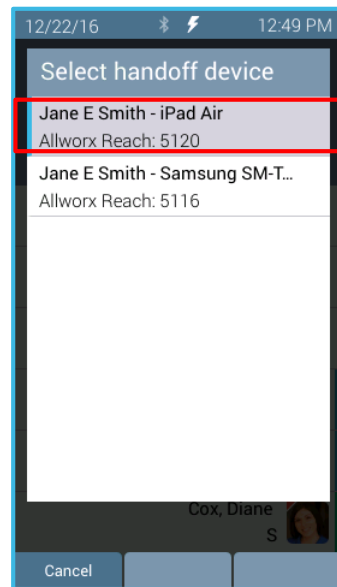 12/22/16 12:49 PM
Select handoff device
Jane E Smith - iPad Air
Allworx Reach: 5120
Jane E Smith - Samsung SM-T...
Allworx Reach: 5116
Cox, Diane
S
Cancel